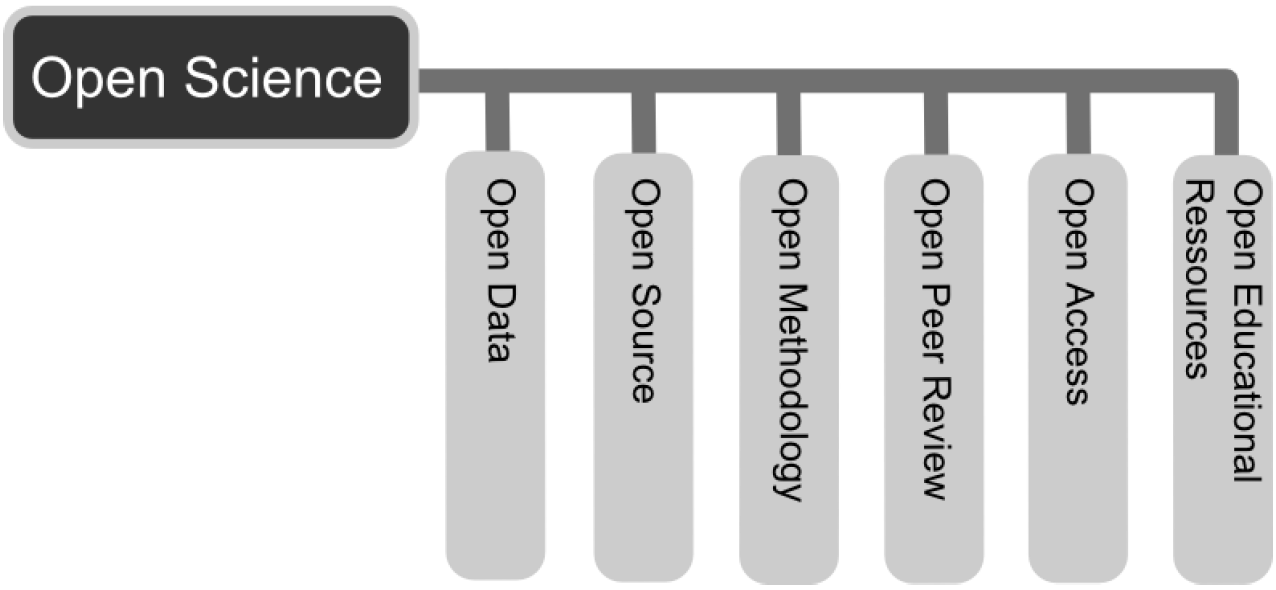 Open Science
Open Data
Open Source
Open Methodology
Open Peer Review
Open Access
Open Educational
Ressources